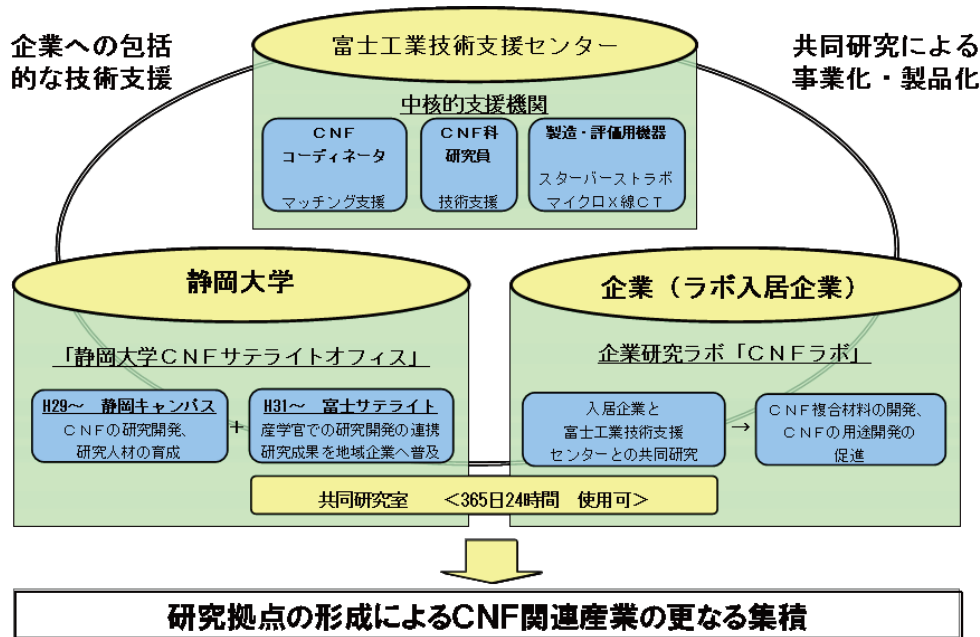 企業への包括
的な技術支援
富士工業技術支援センター
共同研究による
事業化・製品化
中核的支援機関
CNF
コーディネータ
マッチング支援
CNF科
研究員
技術支援
製造・評価用機器
スターバーストラボ
マイクロX線CT
静岡大学
「静岡大学CNFサテライトオフィス」
H29～ 静岡キャンパス
CNFの研究開発、
研究人材の育成
+
H31～ 富士サテライト
産学官での研究開発の連携
研究成果を地域企業へ普及
企業(ラボ入居企業)
企業研究ラボ「CNFラボ」
入居企業と
富士工業技術支援
センターとの共同研究
→
CNF複合材料の開発、
CNFの用途開発の
促進
共同研究室 <365日24時間 使用可>
研究拠点の形成によるCNF関連産業の更なる集積